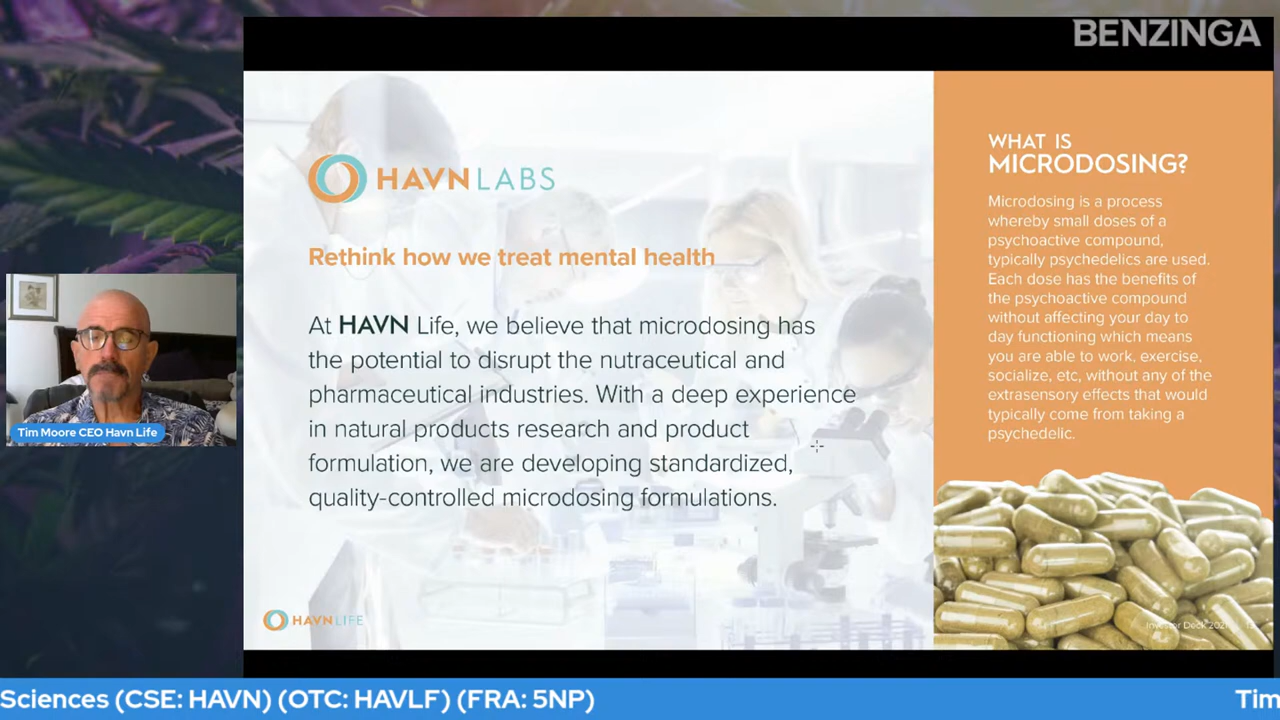 BENZINGA
HAVN LABS
Rethink how we treat mental health
At HAVN Life, we believe that microdosing has
the potential to disrupt the nutraceutical and
pharmaceutical industries. With a deep experience
in natural products research and product
formulation, we are developing standardized,
quality-controlled microdosing formulations.
HAVN LIFE
WHAT IS
MICRODOSING?
Microdosing is a process
whereby small doses of a
psychoactive compound,
typically psychedelics are used.
Each dose has the benefits of
the psychoactive compound
without affecting your day to
day functioning which means
you are able to work, exercise,
socialize, etc, without any of the
extrasensory effects that would
typically come from taking a
psychedelic.
Investor Deck 2021
Tim Moore CEO Havn Life
Sciences (CSE: HAVN) (OTC: HAVLF) (FRA: 5NP)
Tim